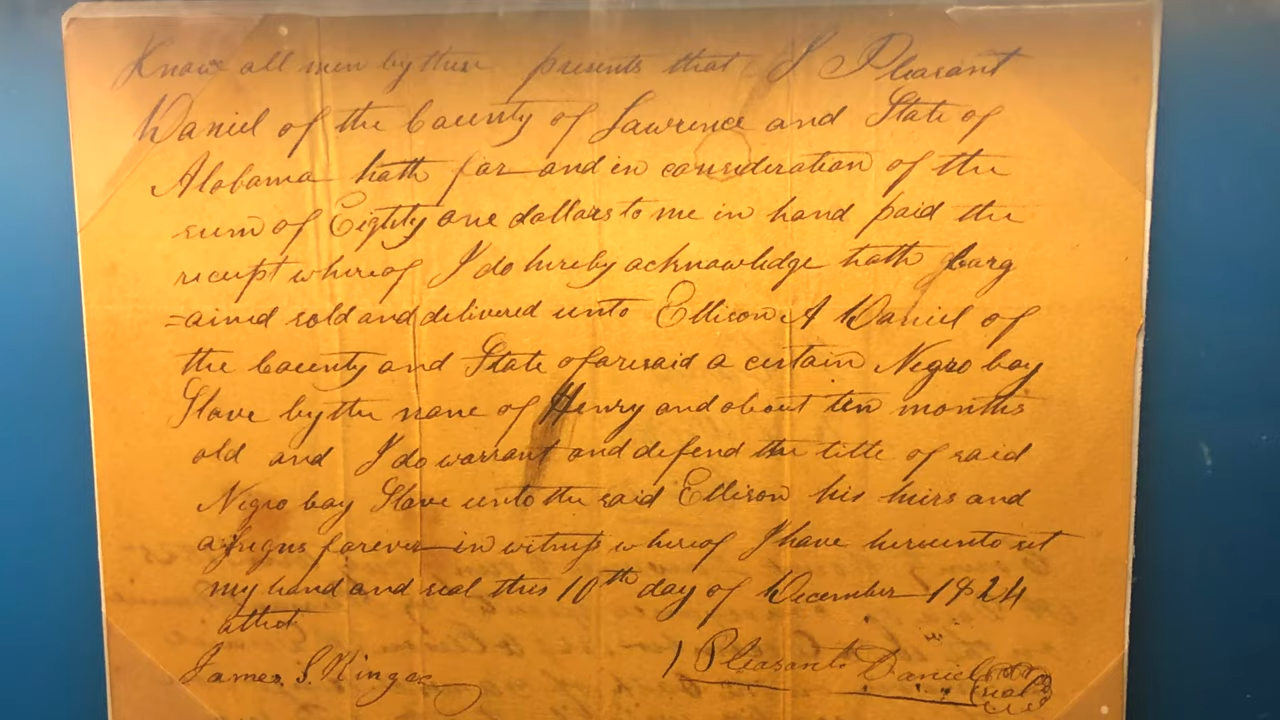 Know all men by these presents that I Pleasant
Daniel of the County of Lawrence and State of
Alabama hath for and in consideration of the
sum of Eighty one dollars to me in hand paid the
receipt whereof I do hereby acknowledge hath barg
=ained sold and delivered unto Ellison A Daniel of
the County and State oforesaid a certain Negro boy
Slave by the name of Henry and about ten months
old and I do warrant and defend the title of said
Negro boy Slave unto the said Ellison his heirs and
assigns forever in witness whereof I have hereunto set
my hand and seal this 10th day of December 1824
attest
James S.
Pleasant Daniel (seal)